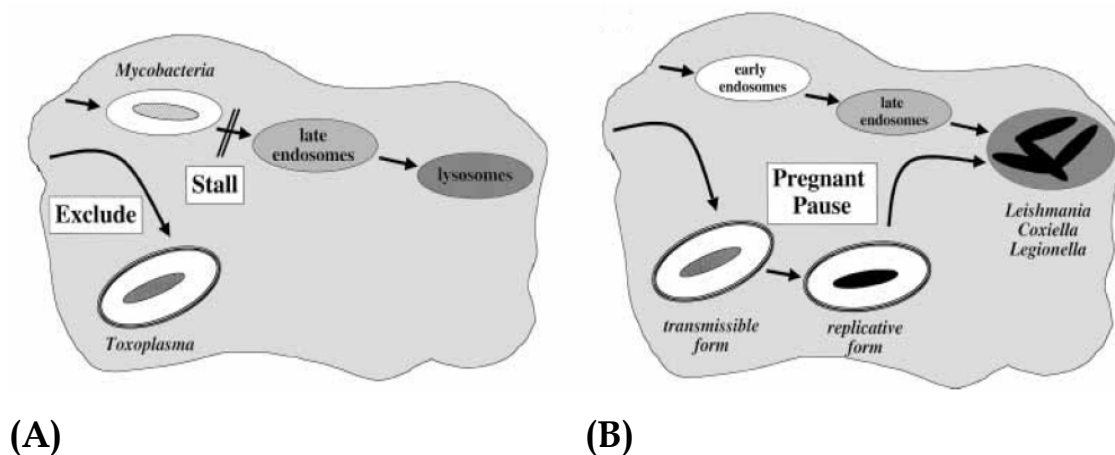 Mycobacteria
late
endosomes
lysosomes
Stall
Exclude
Toxoplasma
(A)
early
endosomes
late
endosomes
Pregnant
Pause
Leishmania
Coxiella
Legionella
transmissible
form
replicative
form
(B)